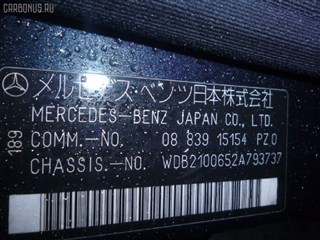 CARBONUS.RU
メルセデス・ベンツ日本株式会社
MERCEDES-BENZ JAPAN CO., LTD.
COMM.-NO. 08 839 15154 PZ0
CHASSIS.-NO. WDB2100652A793737
189